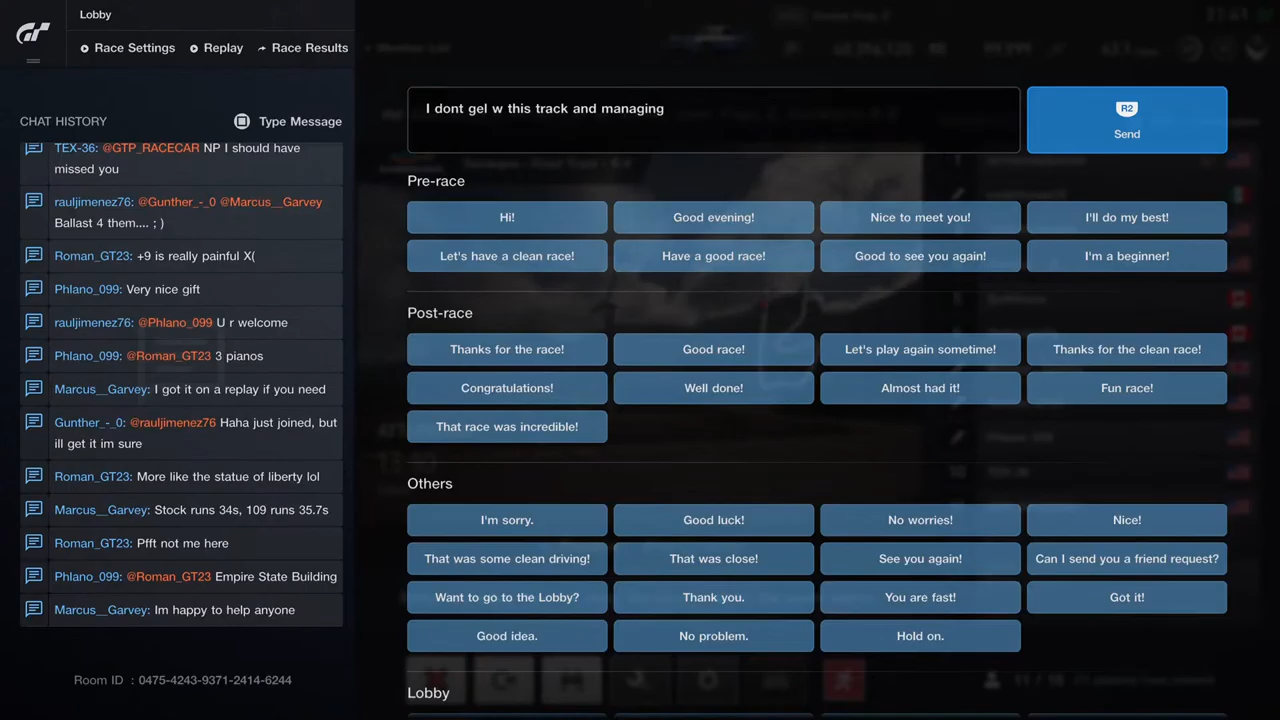 Lobby
Race Settings
Replay
Race Results
CHAT HISTORY
Type Message
TEX-36: @GTP_RACECAR NP I should have
missed you
rauljimenez76: @Gunther_-_0 @Marcus__Garvey
Ballast 4 them.... ; )
Roman_GT23: +9 is really painful X(
Phlano_099: Very nice gift
rauljimenez76: @Phlano_099 U r welcome
Phlano_099: @Roman_GT23 3 pianos
Marcus__Garvey: I got it on a replay if you need
Gunther_-_0: @rauljimenez76 Haha just joined, but
ill get it im sure
Roman_GT23: More like the statue of liberty lol
Marcus__Garvey: Stock runs 34s, 109 runs 35.7s
Roman_GT23: Pfft not me here
Phlano_099: @Roman_GT23 Empire State Building
Marcus__Garvey: Im happy to help anyone
Room ID : 0475-4243-9371-2414-6244
I dont gel w this track and managing
R2
Send
Pre-race
Hi!
Good evening!
Nice to meet you!
I'll do my best!
Let's have a clean race!
Have a good race!
Good to see you again!
I'm a beginner!
Post-race
Thanks for the race!
Good race!
Let's play again sometime!
Thanks for the clean race!
Congratulations!
Well done!
Almost had it!
Fun race!
That race was incredible!
Others
I'm sorry.
Good luck!
No worries!
Nice!
That was some clean driving!
That was close!
See you again!
Can I send you a friend request?
Want to go to the Lobby?
Thank you.
You are fast!
Got it!
Good idea.
No problem.
Hold on.
Lobby